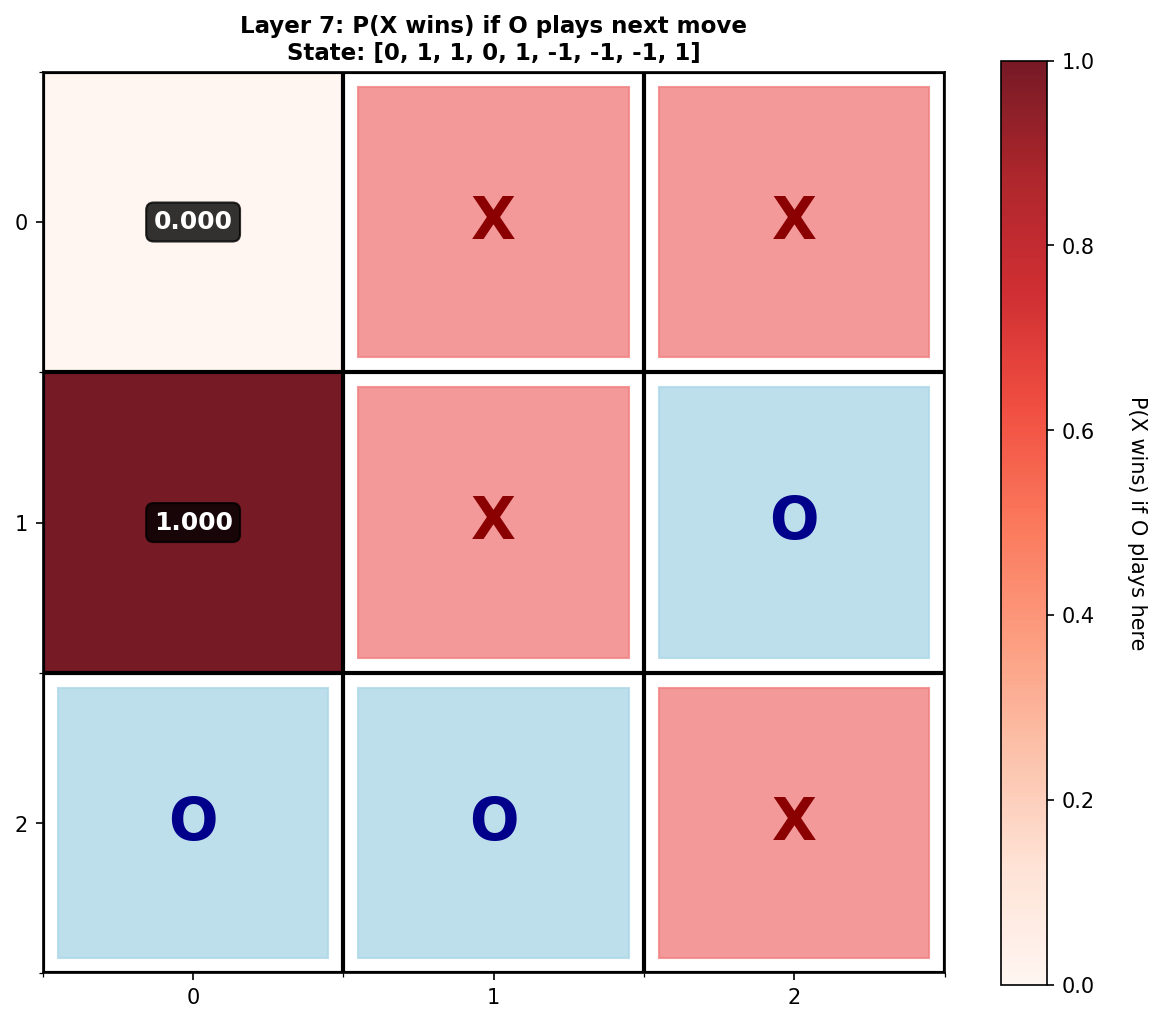 Layer 7: P(X wins) if O plays next move
State: [0, 1, 1, 0, 1, -1, -1, -1, 1]
0.000
X
X
1.000
X
O
O
O
X
0
1
2
0
1
2
1.0
0.8
0.6
0.4
0.2
0.0
P(X wins) if O plays here